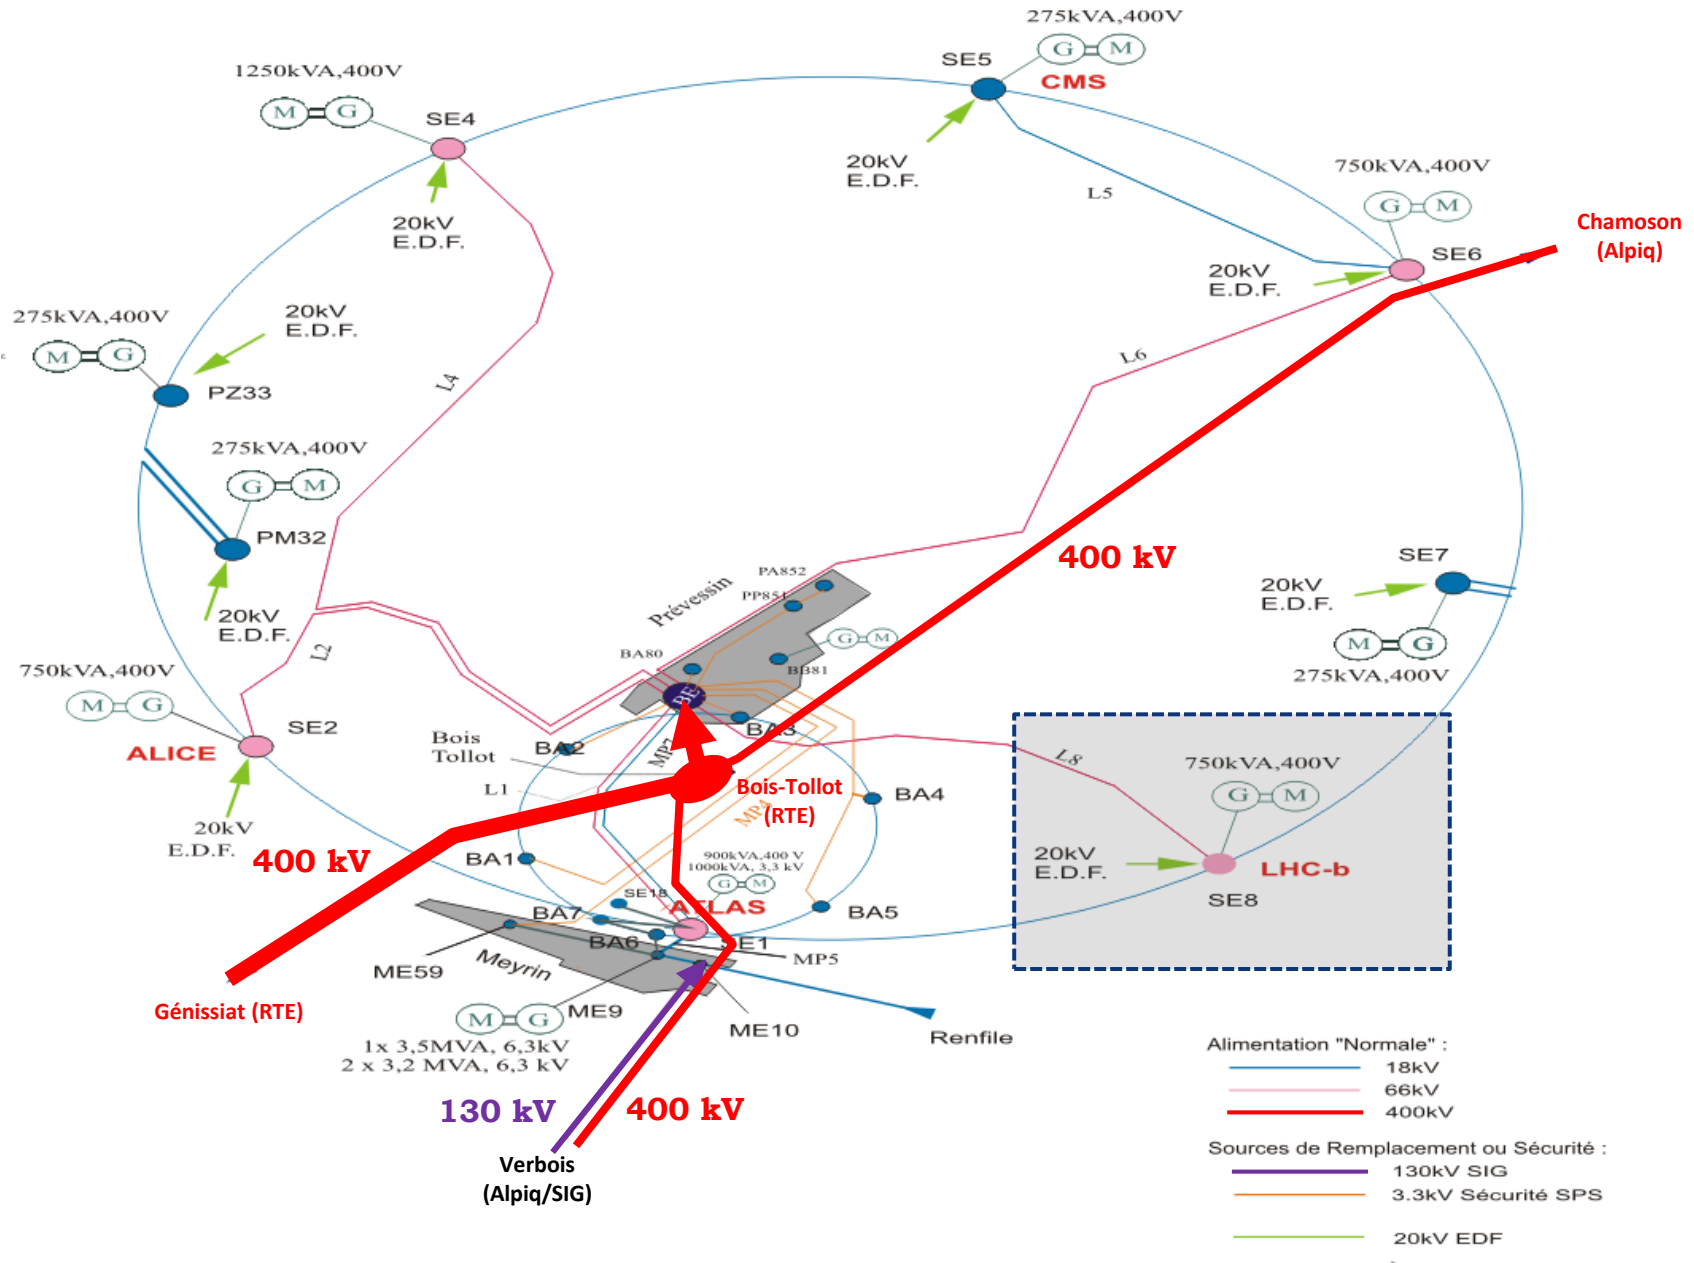 275kVA,400V
SE5
G M
CMS
1250kVA,400V
M G
SE4
20kV
E.D.F.
750kVA,400V
L5
G M
20kV
E.D.F.
Chamoson
(Alpiq)
SE6
20kV
E.D.F.
20kV
E.D.F.
275kVA,400V
M G
PZ33
L4
L6
275kVA,400V
G M
PM32
400 kV
SE7
20kV
E.D.F.
PA852
PP851
Prévessin
20kV
E.D.F.
M G
275kVA,400V
G M
BA80
BB81
L2
750kVA,400V
M G
SE2
ALICE
BE
BA3
BA2
Bois
Tollot
MP7
L1
Bois-Tollot
(RTE)
MP4
BA4
L8
750kVA,400V
G M
20kV
E.D.F.
400 kV
BA1
900kVA,400 V
1000kVA, 3,3 kV
G M
20kV
E.D.F.
LHC-b
SE8
SE18
ATLAS
BA7
BA5
BA6
SE1
MP5
ME59
Meyrin
Génissiat (RTE)
M G
ME9
ME10
Renfile
1x 3,5MVA, 6,3kV
2 x 3,2 MVA, 6,3 kV
130 kV
400 kV
Verbois
(Alpiq/SIG)
Alimentation "Normale" :
18kV
66kV
400kV
Sources de Remplacement ou Sécurité :
130kV SIG
3.3kV Sécurité SPS
20kV EDF